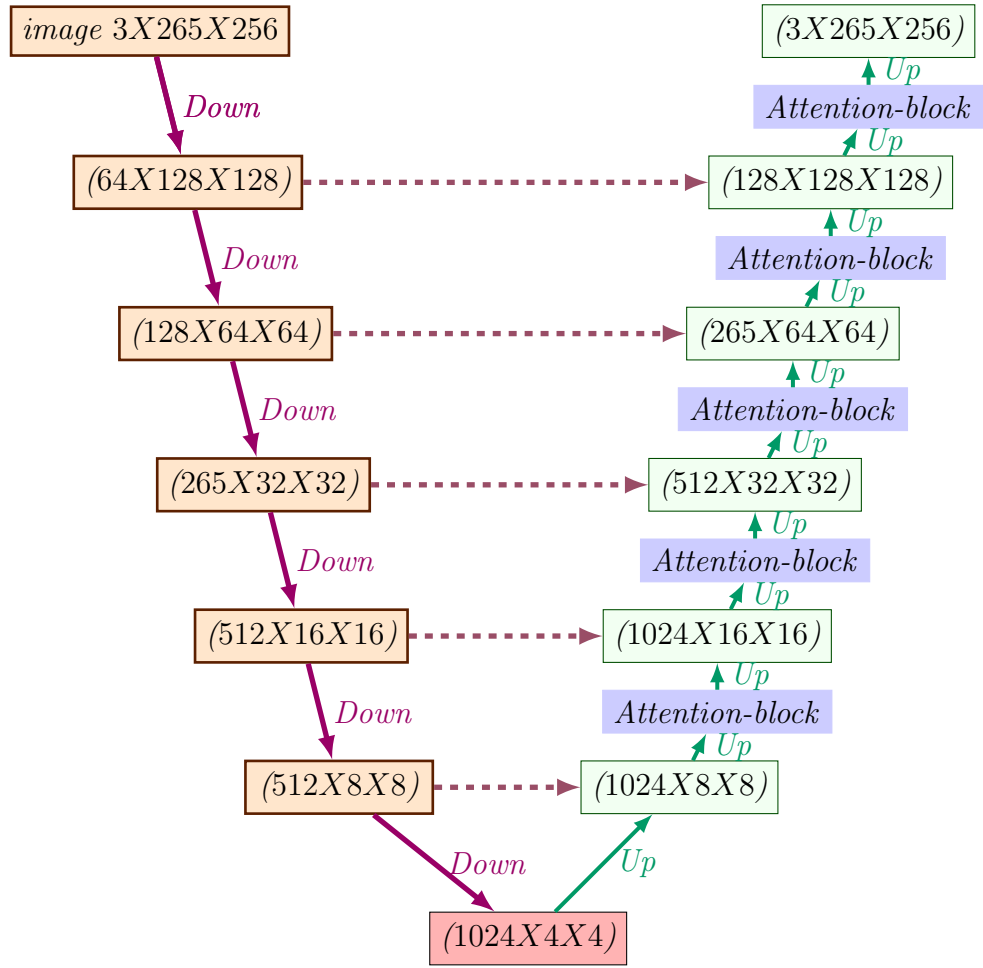 image 3X265X256
(3X265X256)
Up
Attention-block
Down
Up
(64X128X128)
(128X128X128)
Up
Down
Attention-block
Up
(128X64X64)
(265X64X64)
Up
Down
Attention-block
Up
(265X32X32)
(512X32X32)
Up
Down
Attention-block
Up
(512X16X16)
(1024X16X16)
Up
Down
Attention-block
Up
(512X8X8)
(1024X8X8)
Down
Up
(1024X4X4)